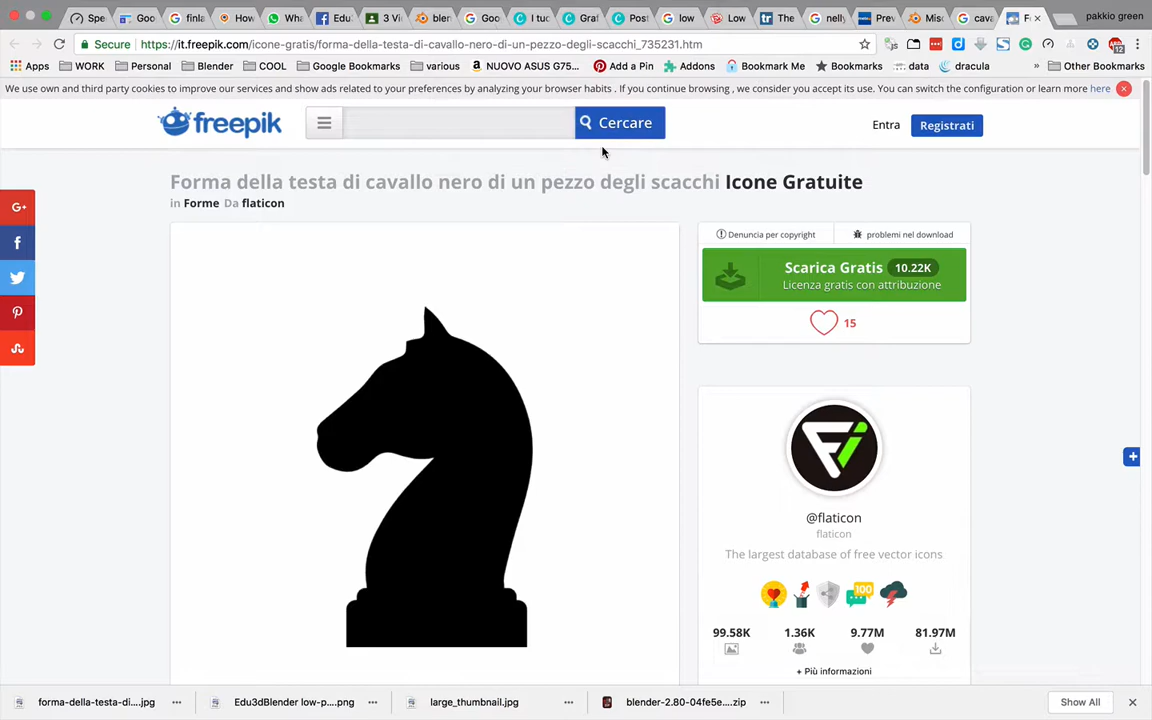 Spe
Goo
finla
How
Wha
Edu:
3 Vi
bler
Goo
I tuc
Graf
Post
low
Low
The
nelly
Prev
Misc
cava
F
pakkio green
Secure
https://it.freepik.com/icone-gratis/forma-della-testa-di-cavallo-nero-di-un-pezzo-degli-scacchi_735231.htm
12
Apps
WORK
Personal
Blender
COOL
Google Bookmarks
various
NUOVO ASUS G75...
Add a Pin
Addons
Bookmark Me
Bookmarks
data
dracula
»
Other Bookmarks
We use own and third party cookies to improve our services and show ads related to your preferences by analyzing your browser habits . If you continue browsing , we consider you accept its use. You can switch the configuration or learn more here
freepik
Cercare
Entra
Registrati
Forma della testa di cavallo nero di un pezzo degli scacchi Icone Gratuite
in Forme Da flaticon
G+
Denuncia per copyright
problemi nel download
Scarica Gratis 10.22K
Licenza gratis con attribuzione
15
@flaticon
flaticon
The largest database of free vector icons
100
99.58K
1.36K
9.77M
81.97M
+ Più informazioni
forma-della-testa-di....jpg
Edu3dBlender low-p....png
large_thumbnail.jpg
blender-2.80-04fe5e....zip
Show All